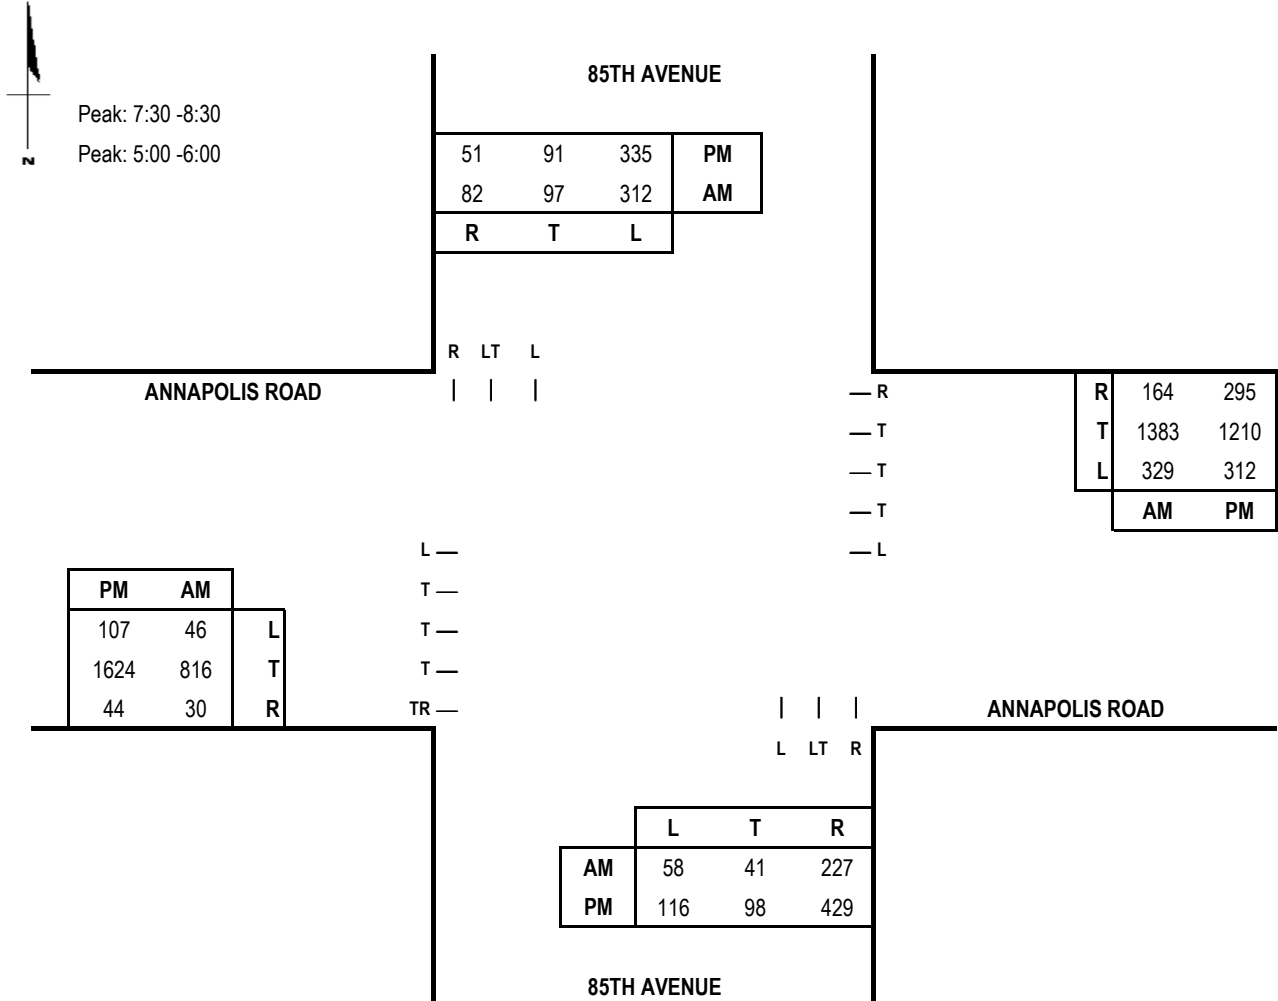 85TH AVENUE
Peak: 7:30 -8:30
Peak: 5:00 -6:00
N
51 91 335 PM
82 97 312 AM
R T L
R LT L
ANNAPOLIS ROAD
R
T
T
T
L
R 164 295
T 1383 1210
L 329 312
AM PM
L
T
T
T
TR
PM AM
107 46 L
1624 816 T
44 30 R
ANNAPOLIS ROAD
L LT R
L T R
AM 58 41 227
PM 116 98 429
85TH AVENUE